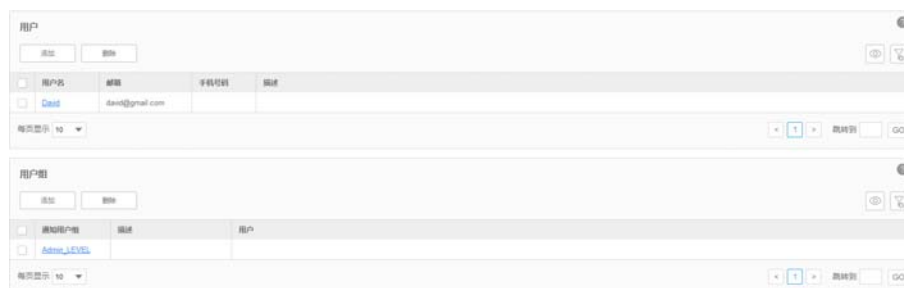 用户
添加 删除
用户名 邮箱 手机号码 描述
David david@gmail.com
每页显示 10 < 1 > 跳转到 GO
用户组
添加 删除
通知用户组 描述 用户
Admin_LEVEL
每页显示 10 < 1 > 跳转到 GO